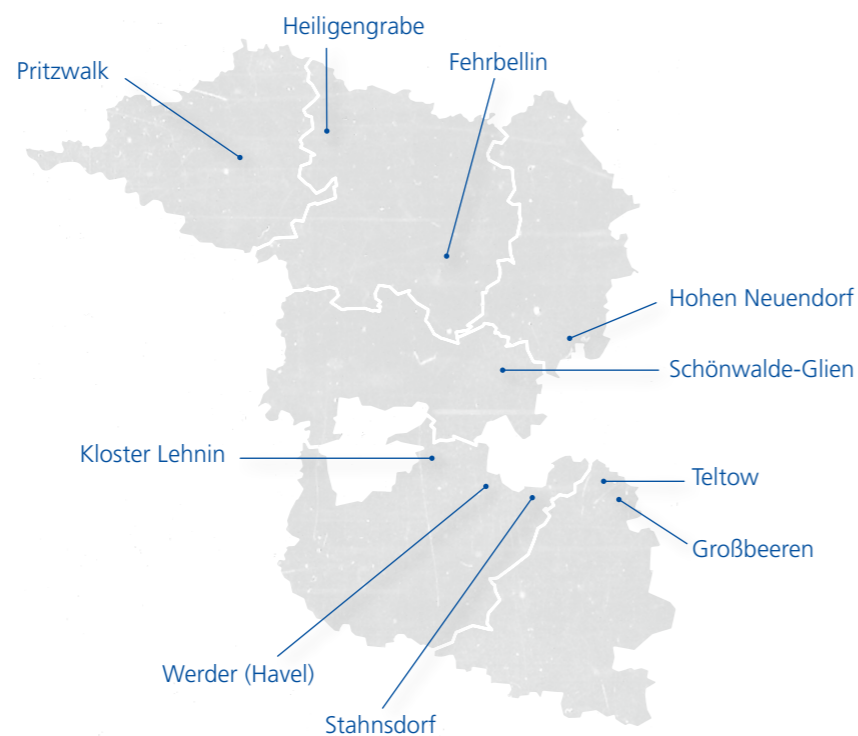 Heiligengrabe
Fehrbellin
Pritzwalk
Hohen Neuendorf
Schönwalde-Glien
Kloster Lehnin
Teltow
Großbeeren
Werder (Havel)
Stahnsdorf